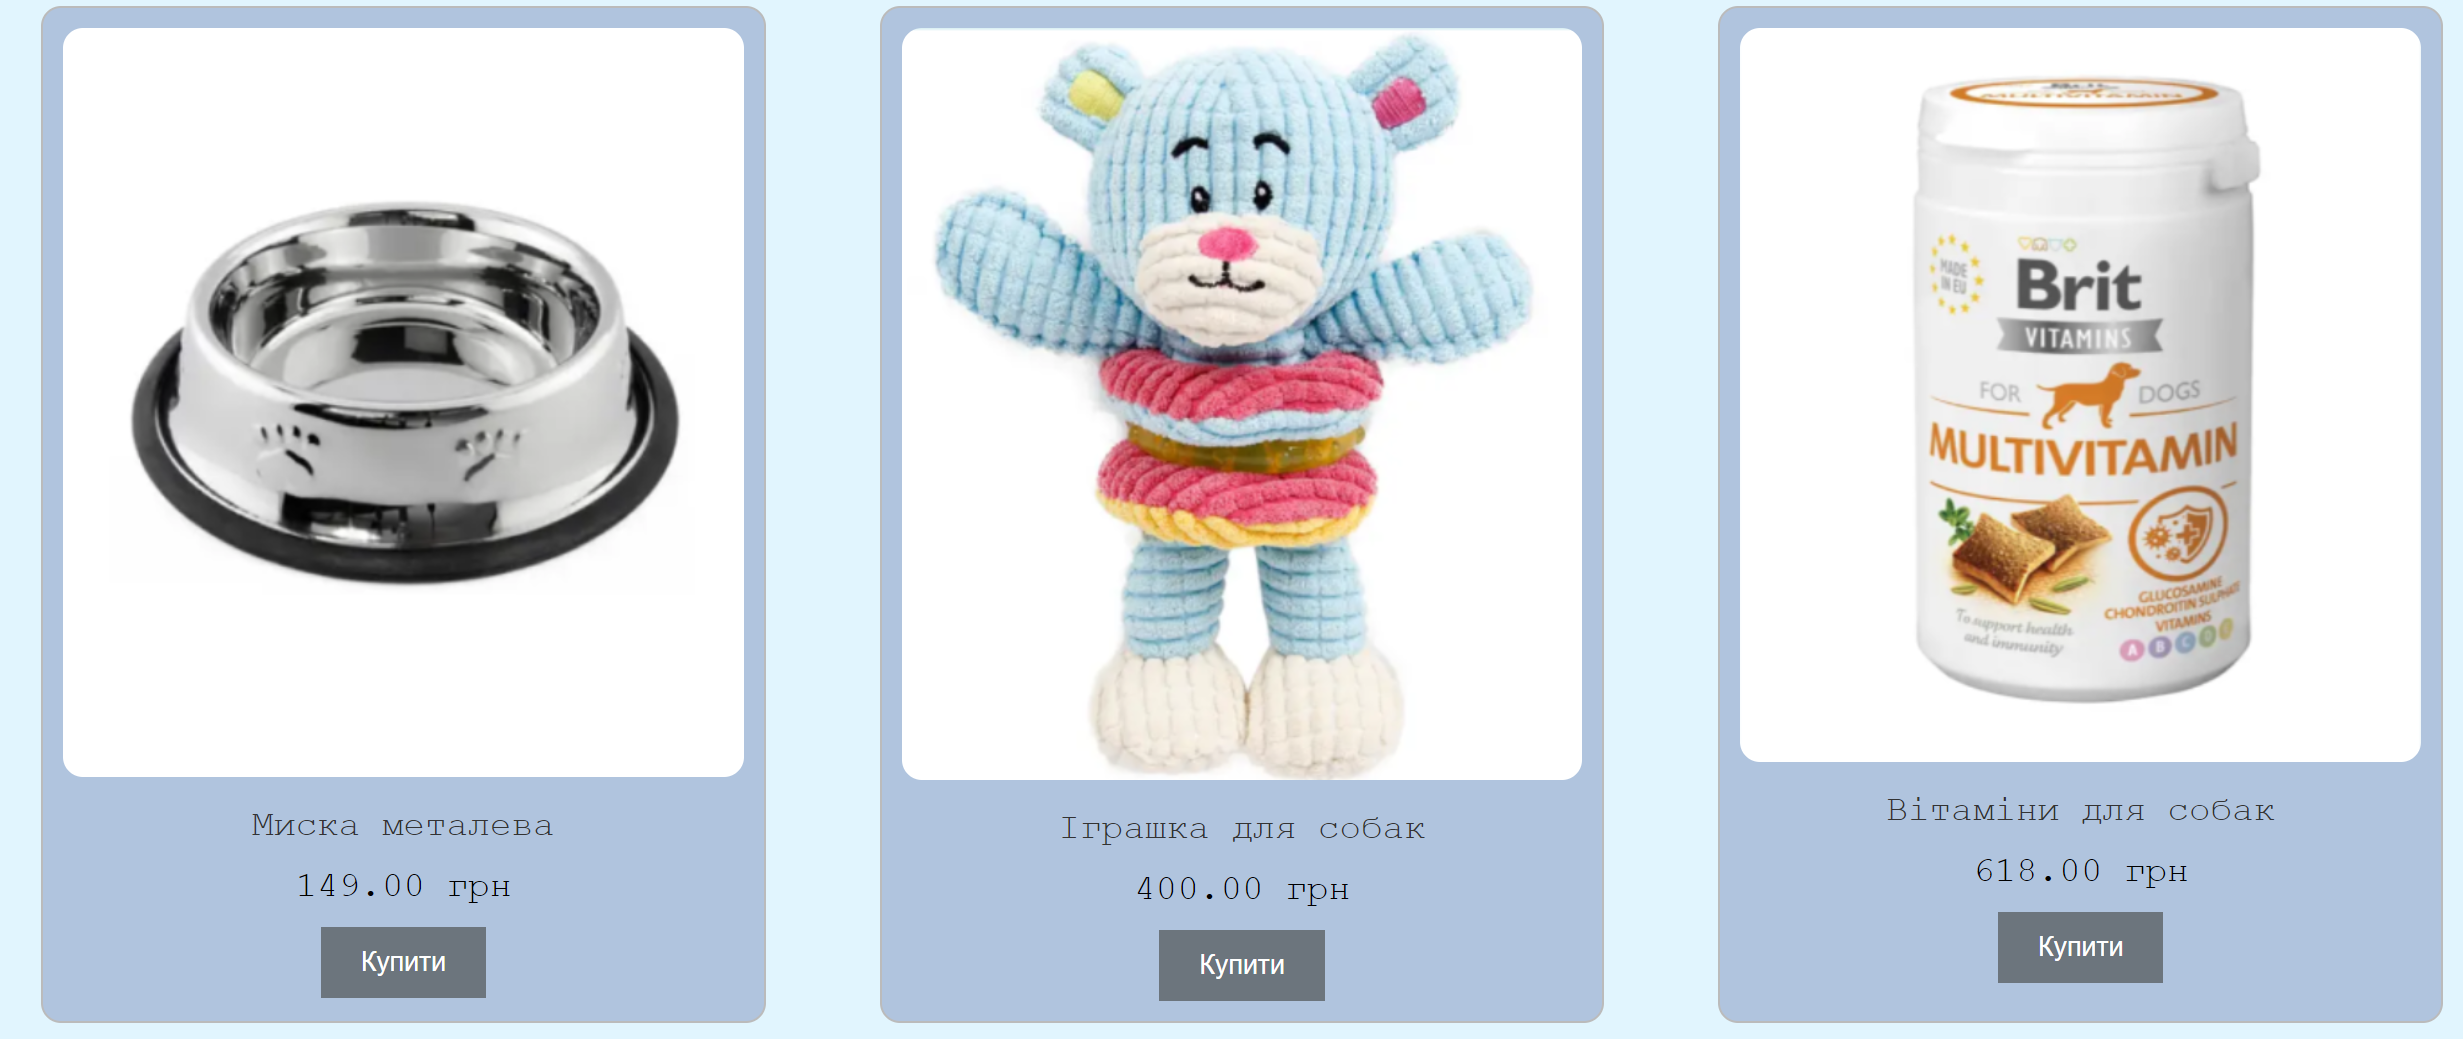 MULTIVITAMIN
MADE
IN EU
Brit
VITAMINS
FOR DOGS
MULTIVITAMIN
GLUCOSAMINE
CHONDROITIN SULPHATE
VITAMINS
To support health
and immunity
A B C D E
Миска металева
149.00 грн
Купити
Іграшка для собак
400.00 грн
Купити
Вітаміни для собак
618.00 грн
Купити